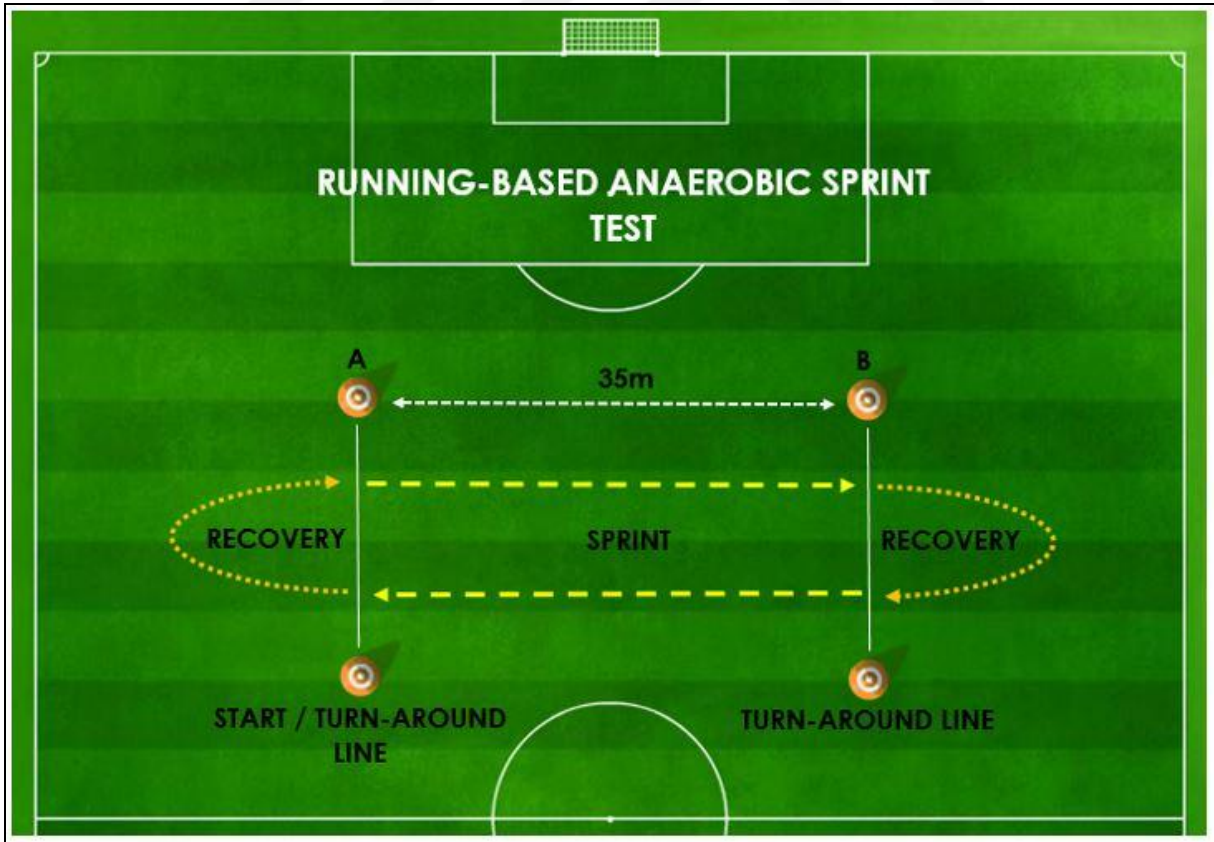 RUNNING-BASED ANAEROBIC SPRINT
TEST
A
B
35m
RECOVERY
SPRINT
RECOVERY
START / TURN-AROUND
LINE
TURN-AROUND LINE